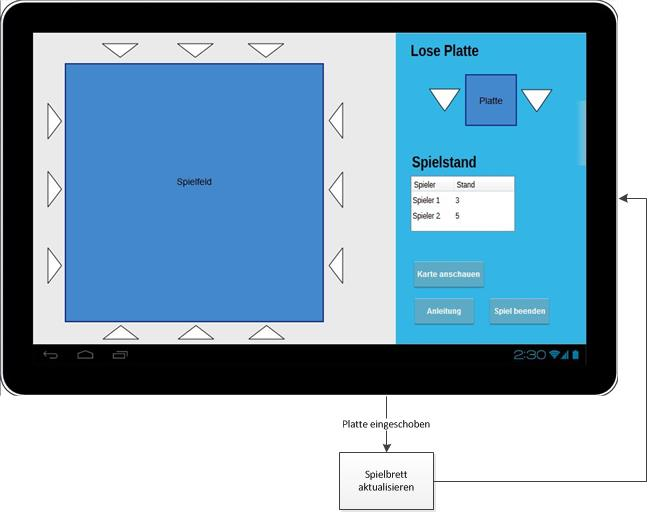 Lose Platte
Platte
Spielfeld
Spielstand
Spieler Stand
Spieler 1 3
Spieler 2 5
Karte anschauen
Anleitung Spiel beenden
2:30
Platte eingeschoben
Spielbrett
aktualisieren